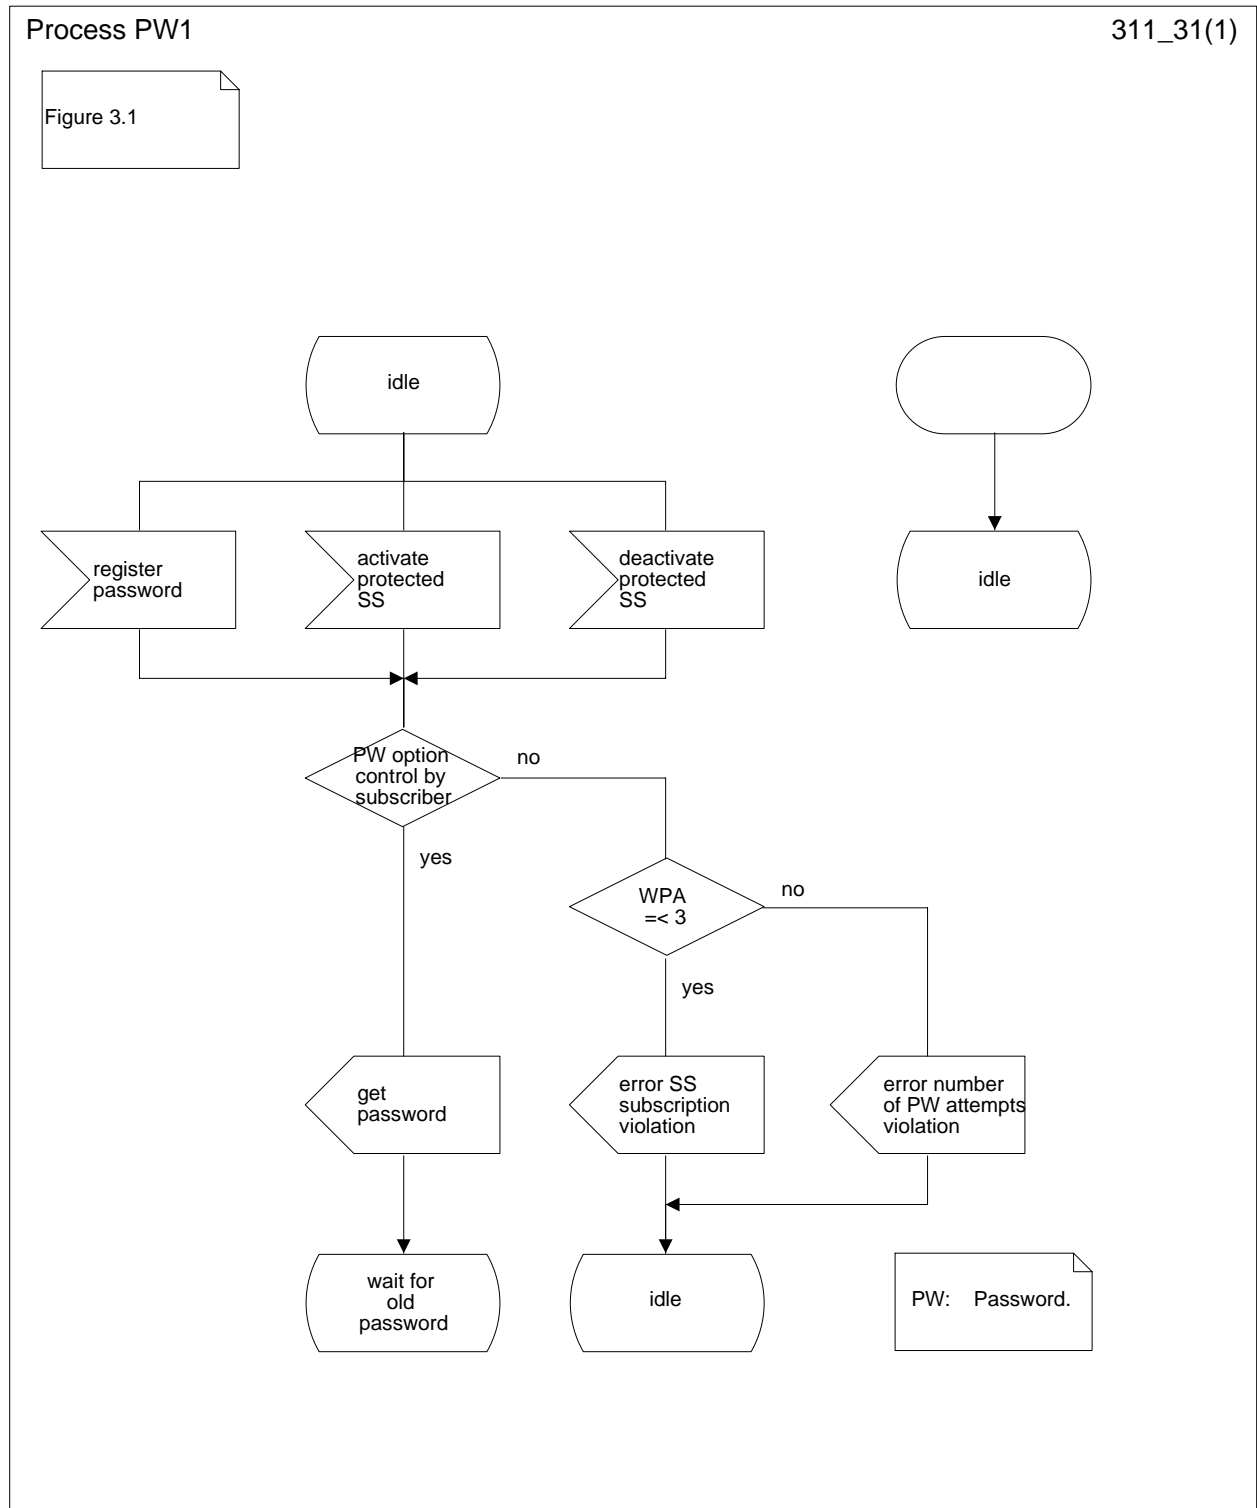 Process PW1
311_31(1)
Figure 3.1
idle
register
password
activate
protected
SS
deactivate
protected
SS
idle
PW option
control by
subscriber
no
yes
WPA
=< 3
no
yes
get
password
error SS
subscription
violation
error number
of PW attempts
violation
wait for
old
password
idle
PW: Password.